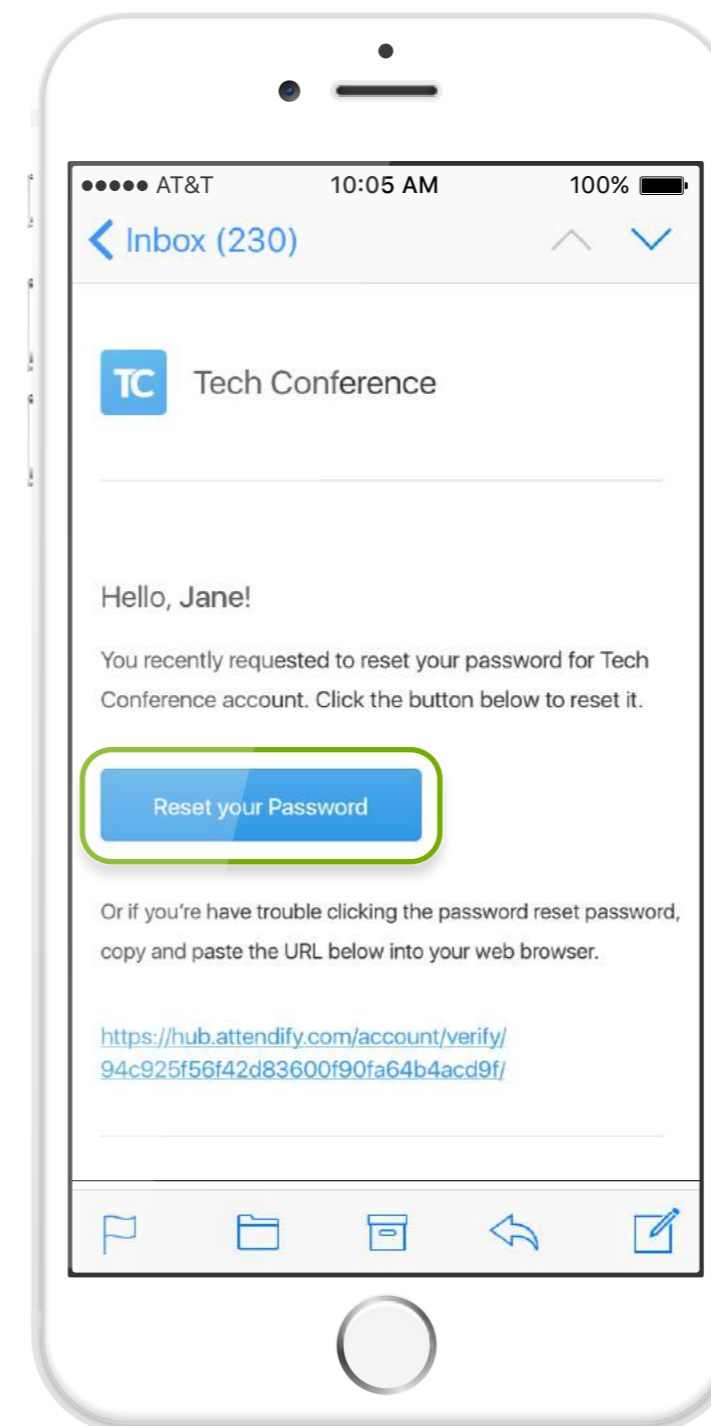 AT&T 10:05 AM 100%
Inbox (230)
TC Tech Conference
Hello, Jane!
You recently requested to reset your password for Tech
Conference account. Click the button below to reset it.
Reset your Password
Or if you're have trouble clicking the password reset password,
copy and paste the URL below into your web browser.
https://hub.attendify.com/account/verify/
94c925f56f42d83600f90fa64b4acd9f/